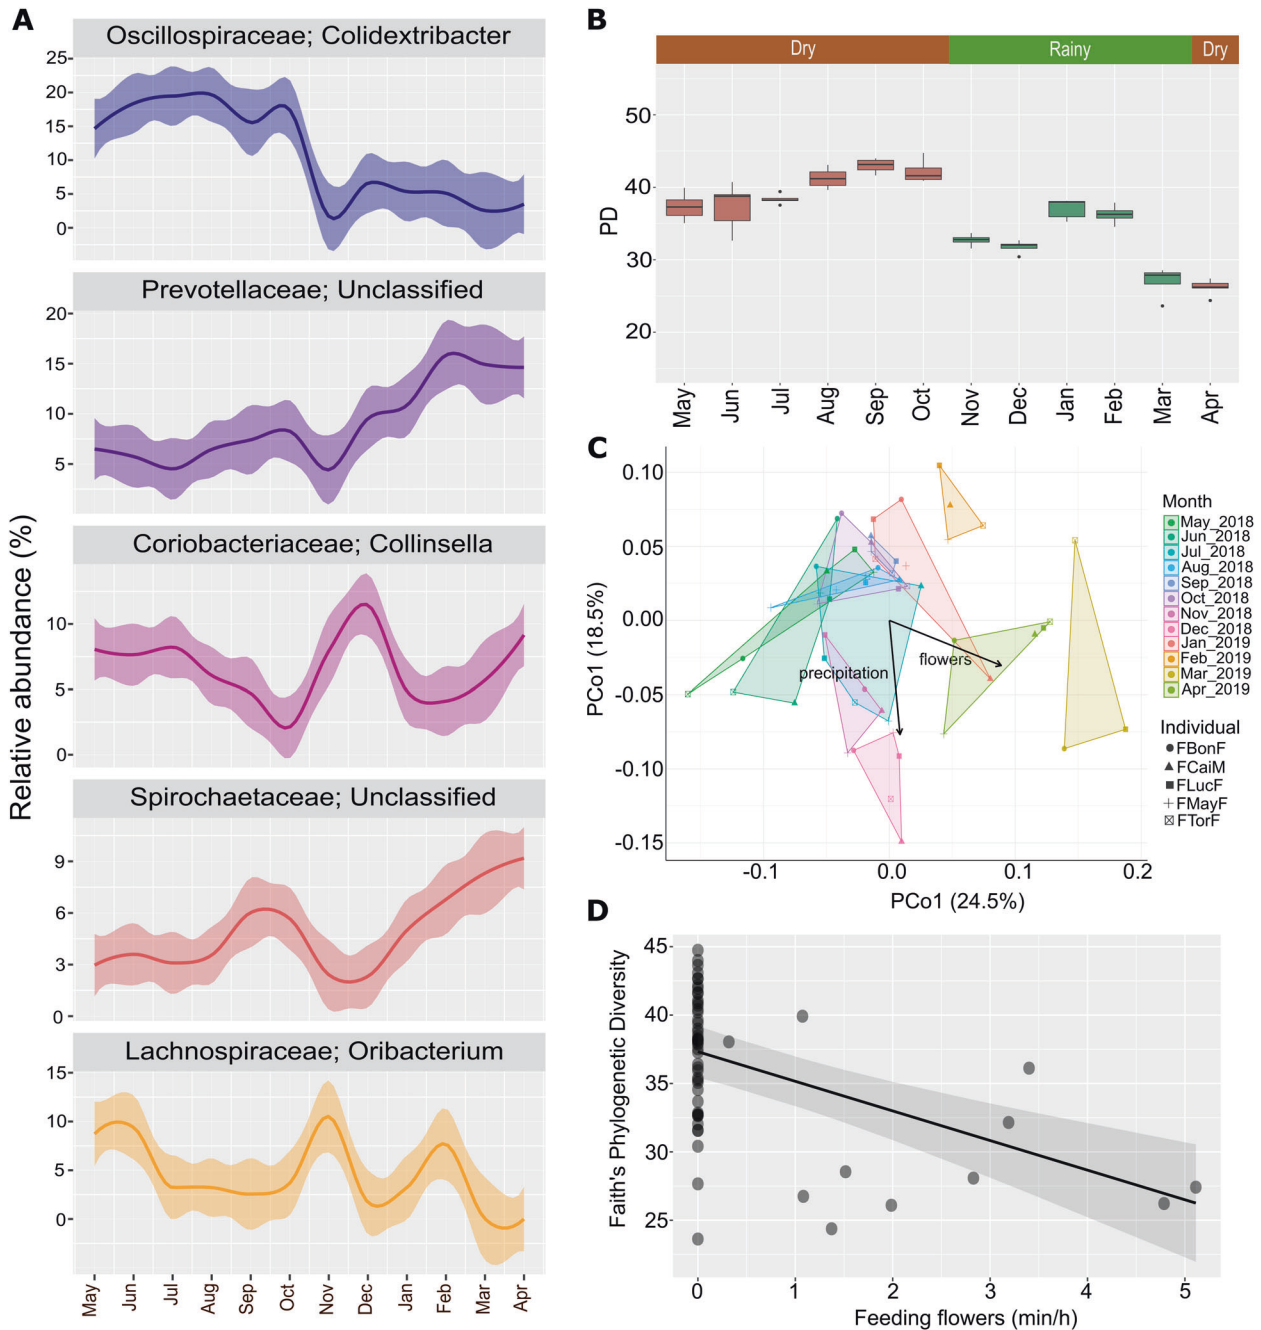 A
Oscillospiraceae; Colidextribacter
25
20
15
10
5
0
Prevotellaceae; Unclassified
20
15
10
5
Coriobacteriaceae; Collinsella
10
5
0
Spirochaetaceae; Unclassified
9
6
3
0
Lachnospiraceae; Oribacterium
15
10
5
0
Relative abundance (%)
May Jun Jul Aug Sep Oct Nov Dec Jan Feb Mar Apr
B
Dry Rainy Dry
50
40
30
20
PD
May Jun Jul Aug Sep Oct Nov Dec Jan Feb Mar Apr
C
0.10
0.05
0.00
-0.05
-0.10
-0.15
PCo1 (18.5%)
flowers
precipitation
-0.1 0.0 0.1 0.2
PCo1 (24.5%)
Month
May_2018
Jun_2018
Jul_2018
Aug_2018
Sep_2018
Oct_2018
Nov_2018
Dec_2018
Jan_2019
Feb_2019
Mar_2019
Apr_2019
Individual
FBonF
FCaiM
FLucF
FMayF
FTorF
D
45
40
35
30
25
Faith's Phylogenetic Diversity
0 1 2 3 4 5
Feeding flowers (min/h)